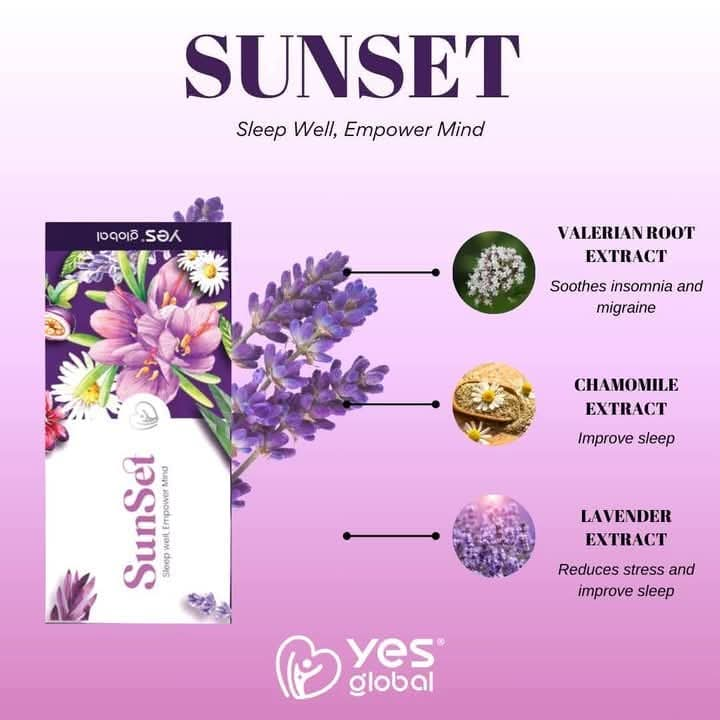 SUNSET
Sleep Well, Empower Mind
yes® global
SunSet
Sleep well, Empower Mind
VALERIAN ROOT
EXTRACT
Soothes insomnia and
migraine
CHAMOMILE
EXTRACT
Improve sleep
LAVENDER
EXTRACT
Reduces stress and
improve sleep
yes®
global